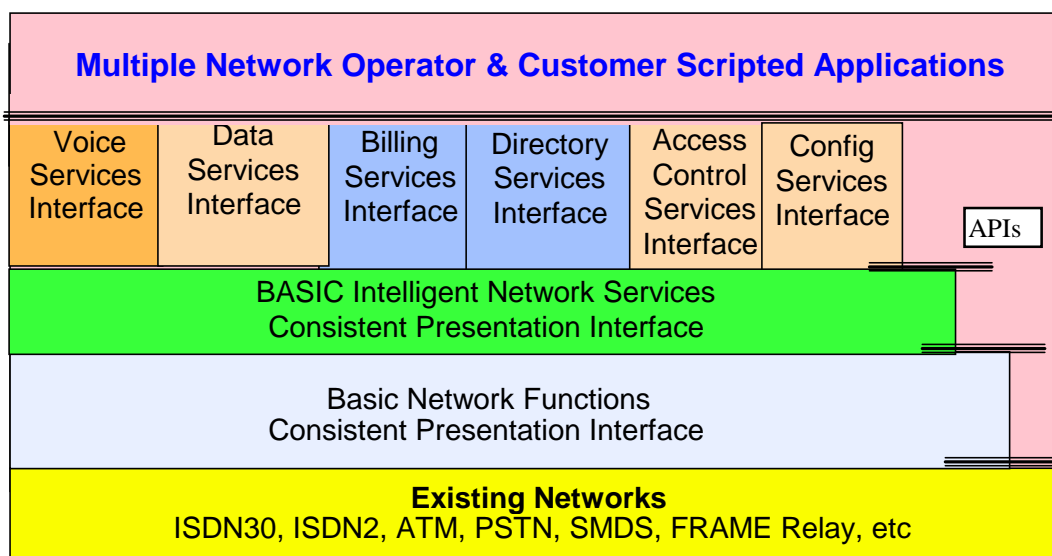 Multiple Network Operator & Customer Scripted Applications
Voice
Services
Interface
Data
Services
Interface
Billing
Services
Interface
Directory
Services
Interface
Access
Control
Services
Interface
Config
Services
Interface
APIs
BASIC Intelligent Network Services
Consistent Presentation Interface
Basic Network Functions
Consistent Presentation Interface
Existing Networks
ISDN30, ISDN2, ATM, PSTN, SMDS, FRAME Relay, etc